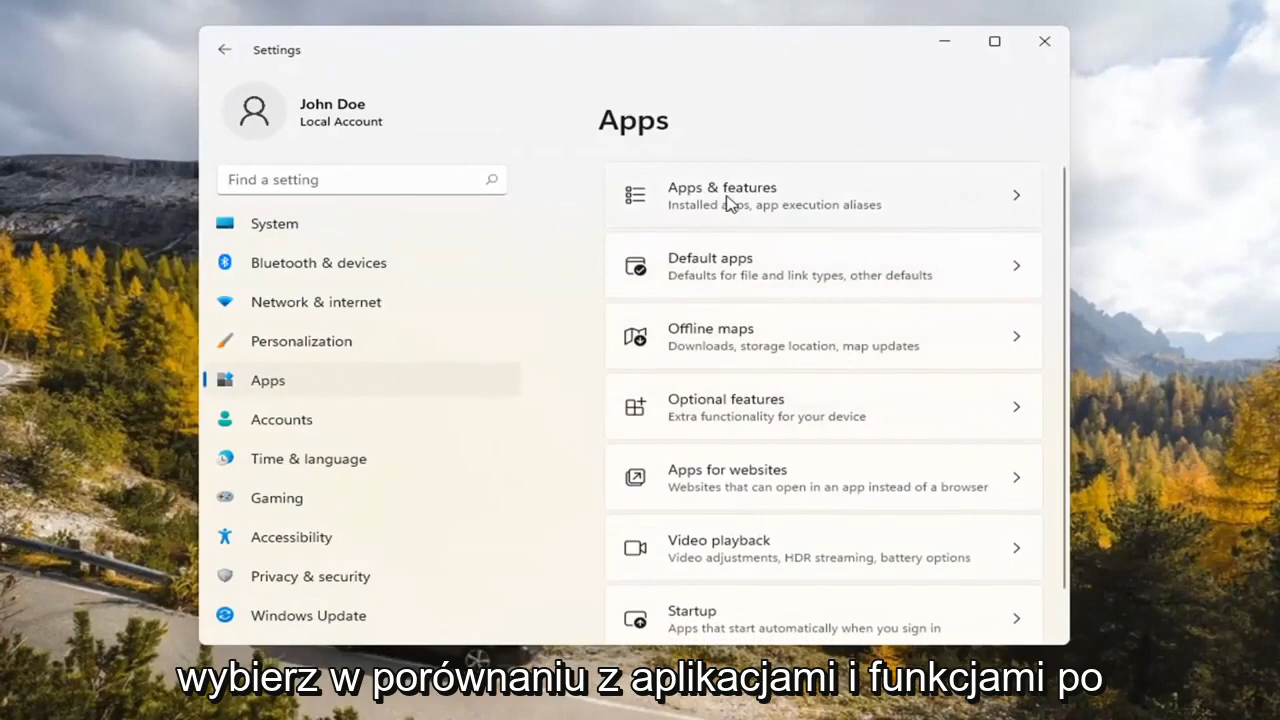 Settings
John Doe
Local Account
Find a setting
System
Bluetooth & devices
Network & internet
Personalization
Apps
Accounts
Time & language
Gaming
Accessibility
Privacy & security
Windows Update
Apps
Apps & features
Installed apps, app execution aliases
Default apps
Defaults for file and link types, other defaults
Offline maps
Downloads, storage location, map updates
Optional features
Extra functionality for your device
Apps for websites
Websites that can open in an app instead of a browser
Video playback
Video adjustments, HDR streaming, battery options
Startup
Apps that start automatically when you sign in
wybierz w porównaniu z aplikacjami i funkcjami po